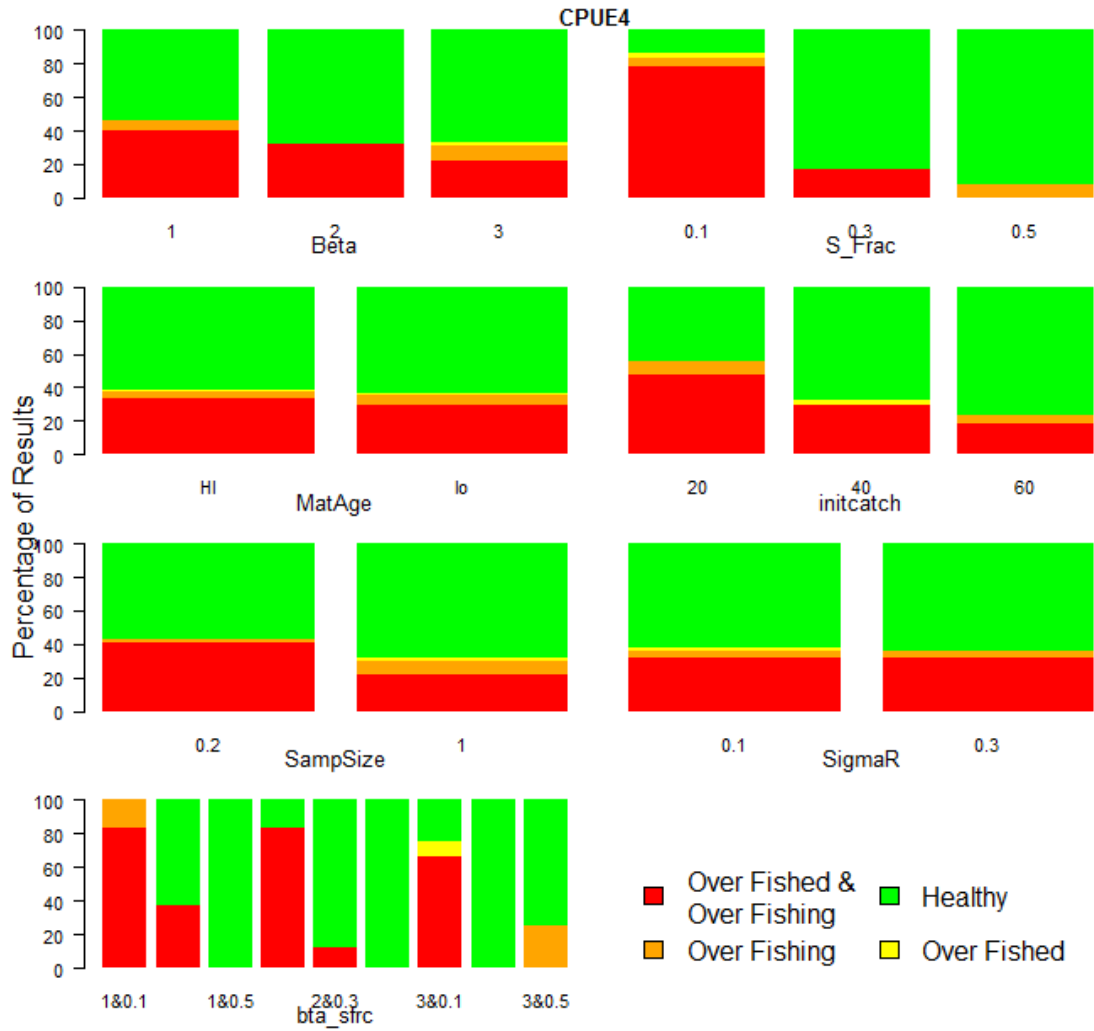 CPUE4
100
80
60
40
20
0
1 2 3
Beta
0.1 0.3 0.5
S_Frac
100
80
60
40
20
0
HI lo
MatAge
20 40 60
initcatch
Percentage of Results
100
80
60
40
20
0
0.2 1
SampSize
0.1 0.3
SigmaR
100
80
60
40
20
0
1&0.1 1&0.5 2&0.3 3&0.1 3&0.5
bta_sfrc
Over Fished &
Over Fishing
Healthy
Over Fishing
Over Fished